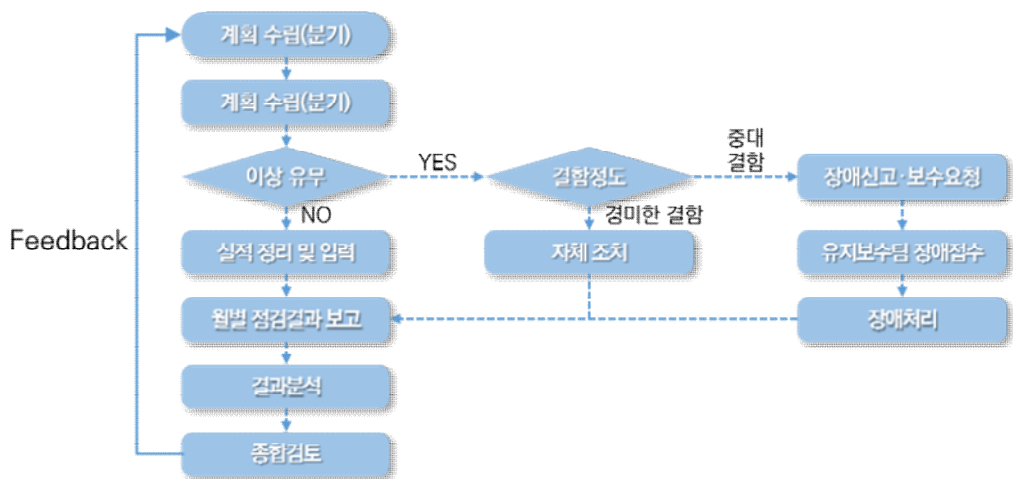 계획 수립(분기)
계획 수립(분기)
이상 유무
YES
결함정도
중대
결함
장애신고·보수요청
NO
경미한 결함
Feedback
실적 정리 및 입력
자체 조치
유지보수팀 장애접수
월별 점검결과 보고
장애처리
결과분석
종합검토